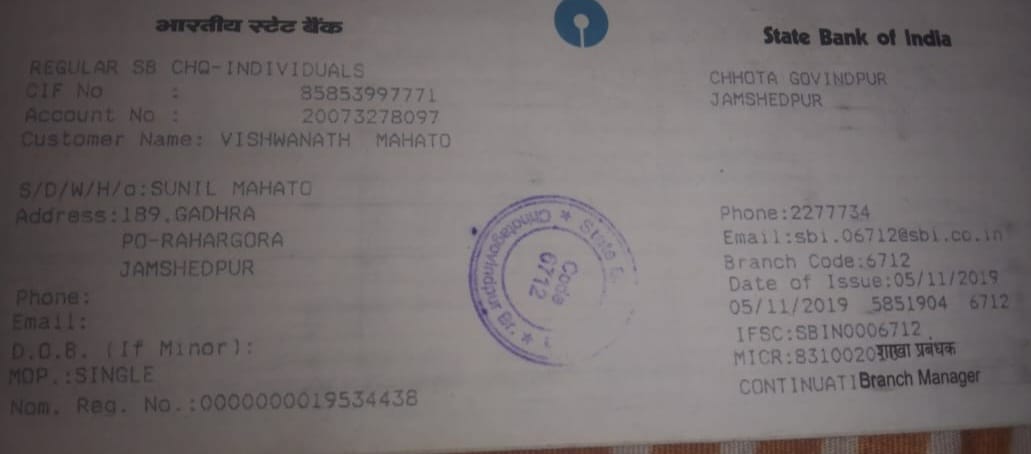 भारतीय स्टेट बैंक
State Bank of India
REGULAR SB CHQ-INDIVIDUALS
CIF No : 85853997771
Account No : 20073278097
Customer Name: VISHWANATH MAHATO
CHHOTA GOVINDPUR
JAMSHEDPUR
S/D/W/H/o:SUNIL MAHATO
Address:189.GADHRA
PO-RAHARGORA
JAMSHEDPUR
Phone:
Email:
D.O.B. (If Minor):
MOP.:SINGLE
Nom. Reg. No.:0000000019534438
State
Chhotagovindpur Br.
Code
6712
Phone:2277734
Email:sbi.06712@sbi.co.in
Branch Code:6712
Date of Issue:05/11/2019
05/11/2019 5851904 6712
IFSC:SBIN0006712
MICR:8310020
शाखा प्रबंधक
CONTINUATI
Branch Manager